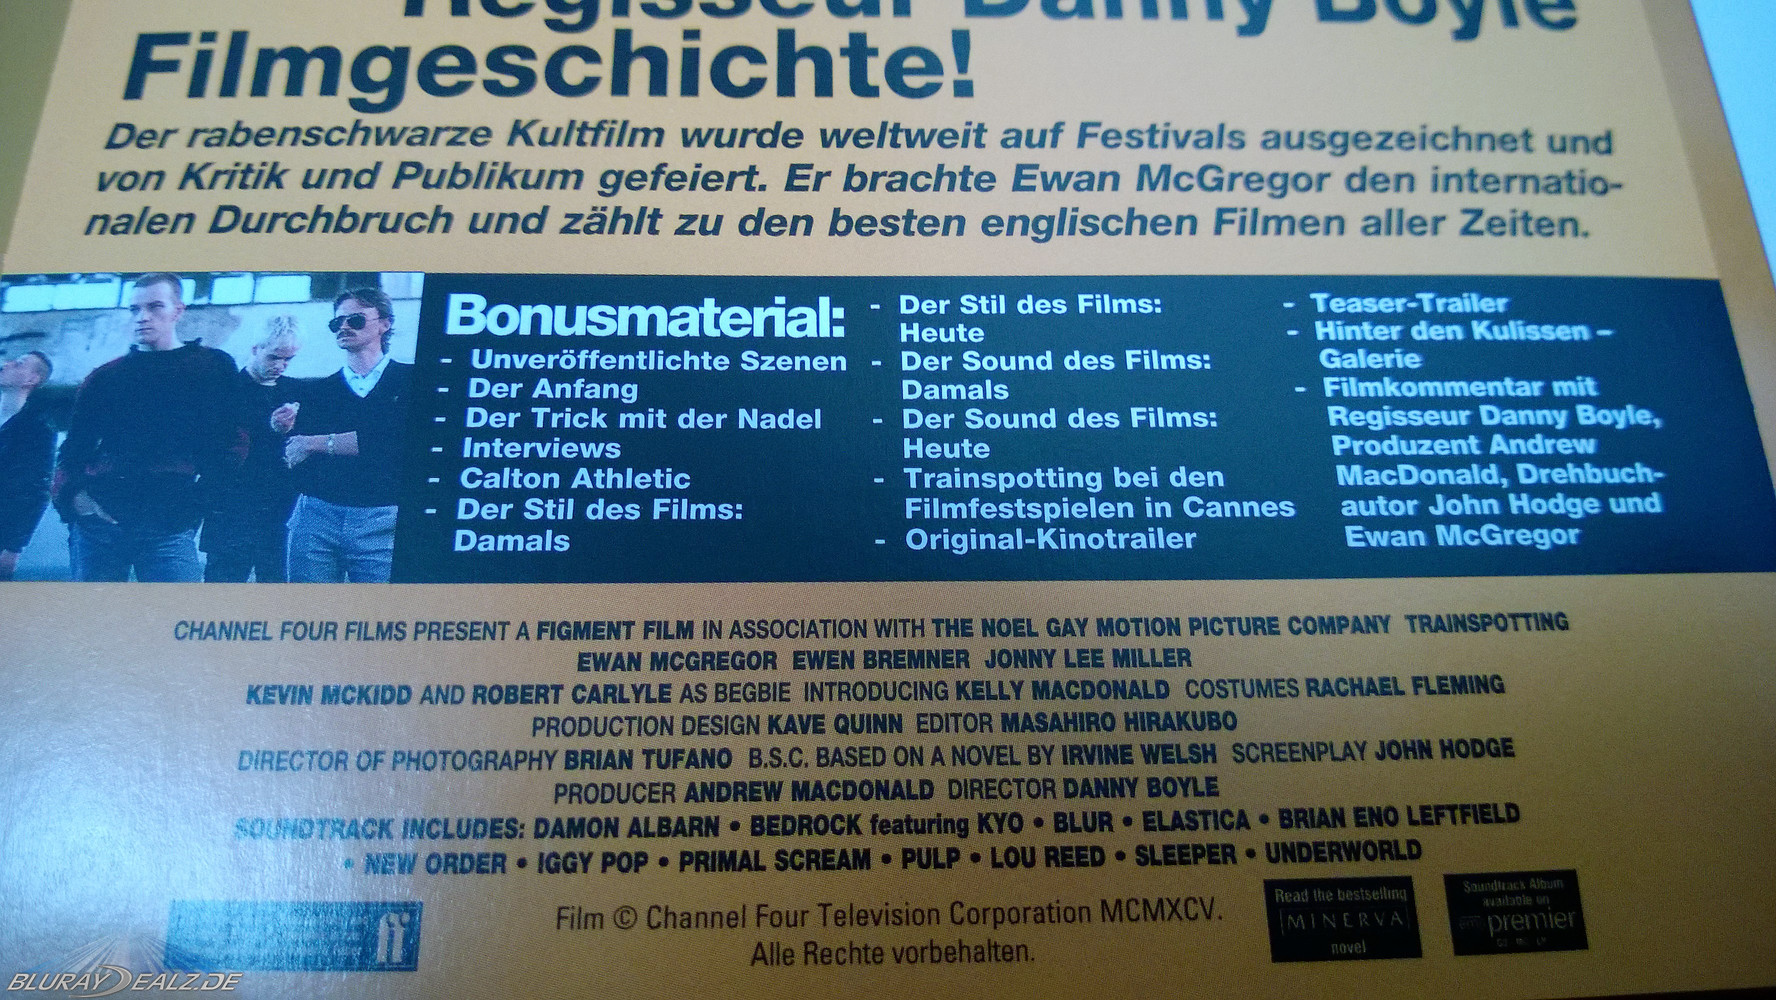 Regisseur Danny Boyle
Filmgeschichte!
Der rabenschwarze Kultfilm wurde weltweit auf Festivals ausgezeichnet und
von Kritik und Publikum gefeiert. Er brachte Ewan McGregor den internatio-
nalen Durchbruch und zählt zu den besten englischen Filmen aller Zeiten.
Bonusmaterial:
- Unveröffentlichte Szenen
- Der Anfang
- Der Trick mit der Nadel
- Interviews
- Calton Athletic
- Der Stil des Films:
Damals
- Der Stil des Films:
Heute
- Der Sound des Films:
Damals
- Der Sound des Films:
Heute
- Trainspotting bei den
Filmfestspielen in Cannes
- Original-Kinotrailer
- Teaser-Trailer
- Hinter den Kulissen –
Galerie
- Filmkommentar mit
Regisseur Danny Boyle,
Produzent Andrew
MacDonald, Drehbuch-
autor John Hodge und
Ewan McGregor
CHANNEL FOUR FILMS PRESENT A FIGMENT FILM IN ASSOCIATION WITH THE NOEL GAY MOTION PICTURE COMPANY TRAINSPOTTING
EWAN MCGREGOR EWEN BREMNER JONNY LEE MILLER
KEVIN MCKIDD AND ROBERT CARLYLE AS BEGBIE INTRODUCING KELLY MACDONALD COSTUMES RACHAEL FLEMING
PRODUCTION DESIGN KAVE QUINN EDITOR MASAHIRO HIRAKUBO
DIRECTOR OF PHOTOGRAPHY BRIAN TUFANO B.S.C. BASED ON A NOVEL BY IRVINE WELSH SCREENPLAY JOHN HODGE
PRODUCER ANDREW MACDONALD DIRECTOR DANNY BOYLE
SOUNDTRACK INCLUDES: DAMON ALBARN • BEDROCK featuring KYO • BLUR • ELASTICA • BRIAN ENO LEFTFIELD
• NEW ORDER • IGGY POP • PRIMAL SCREAM • PULP • LOU REED • SLEEPER • UNDERWORLD
Film © Channel Four Television Corporation MCMXCV.
Alle Rechte vorbehalten.
Read the bestselling
MINERVA
novel
Soundtrack Album
available on
premier
ff
BLURAYDEALZ.DE